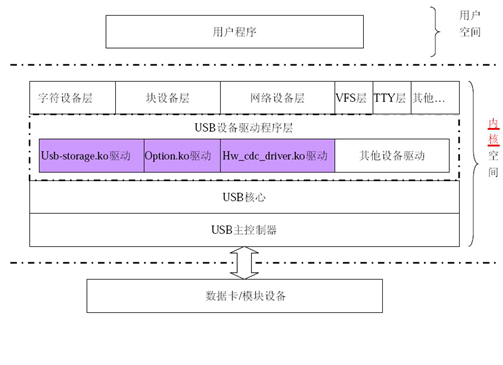 用户程序
用户
空间
字符设备层
块设备层
网络设备层
VFS层
TTY层
其他...
USB设备驱动程序层
Usb-storage.ko驱动
Option.ko驱动
Hw_cdc_driver.ko驱动
其他设备驱动
USB核心
USB主控制器
内
核
空
间
数据卡/模块设备